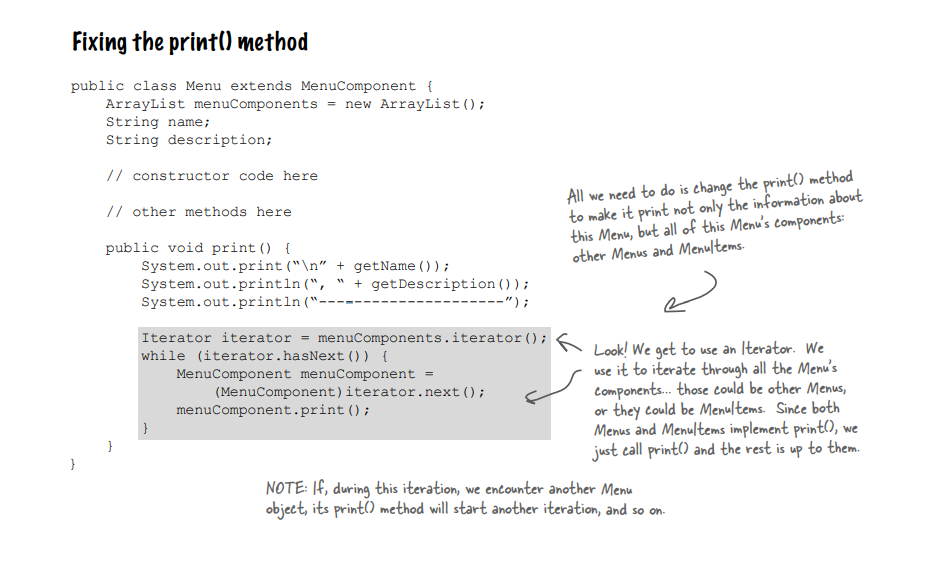 Fixing the print() method
public class Menu extends MenuComponent {
ArrayList menuComponents = new ArrayList();
String name;
String description;
// constructor code here
// other methods here
public void print() {
System.out.print(“\n” + getName());
System.out.println(“, “ + getDescription());
System.out.println(“---------------------”);
Iterator iterator = menuComponents.iterator();
while (iterator.hasNext()) {
MenuComponent menuComponent =
(MenuComponent)iterator.next();
menuComponent.print();
}
}
}
All we need to do is change the print() method
to make it print not only the information about
this Menu, but all of this Menu's components:
other Menus and MenuItems.
Look! We get to use an Iterator. We
use it to iterate through all the Menu's
components... those could be other Menus,
or they could be MenuItems. Since both
Menus and MenuItems implement print(), we
just call print() and the rest is up to them.
NOTE: If, during this iteration, we encounter another Menu
object, its print() method will start another iteration, and so on.